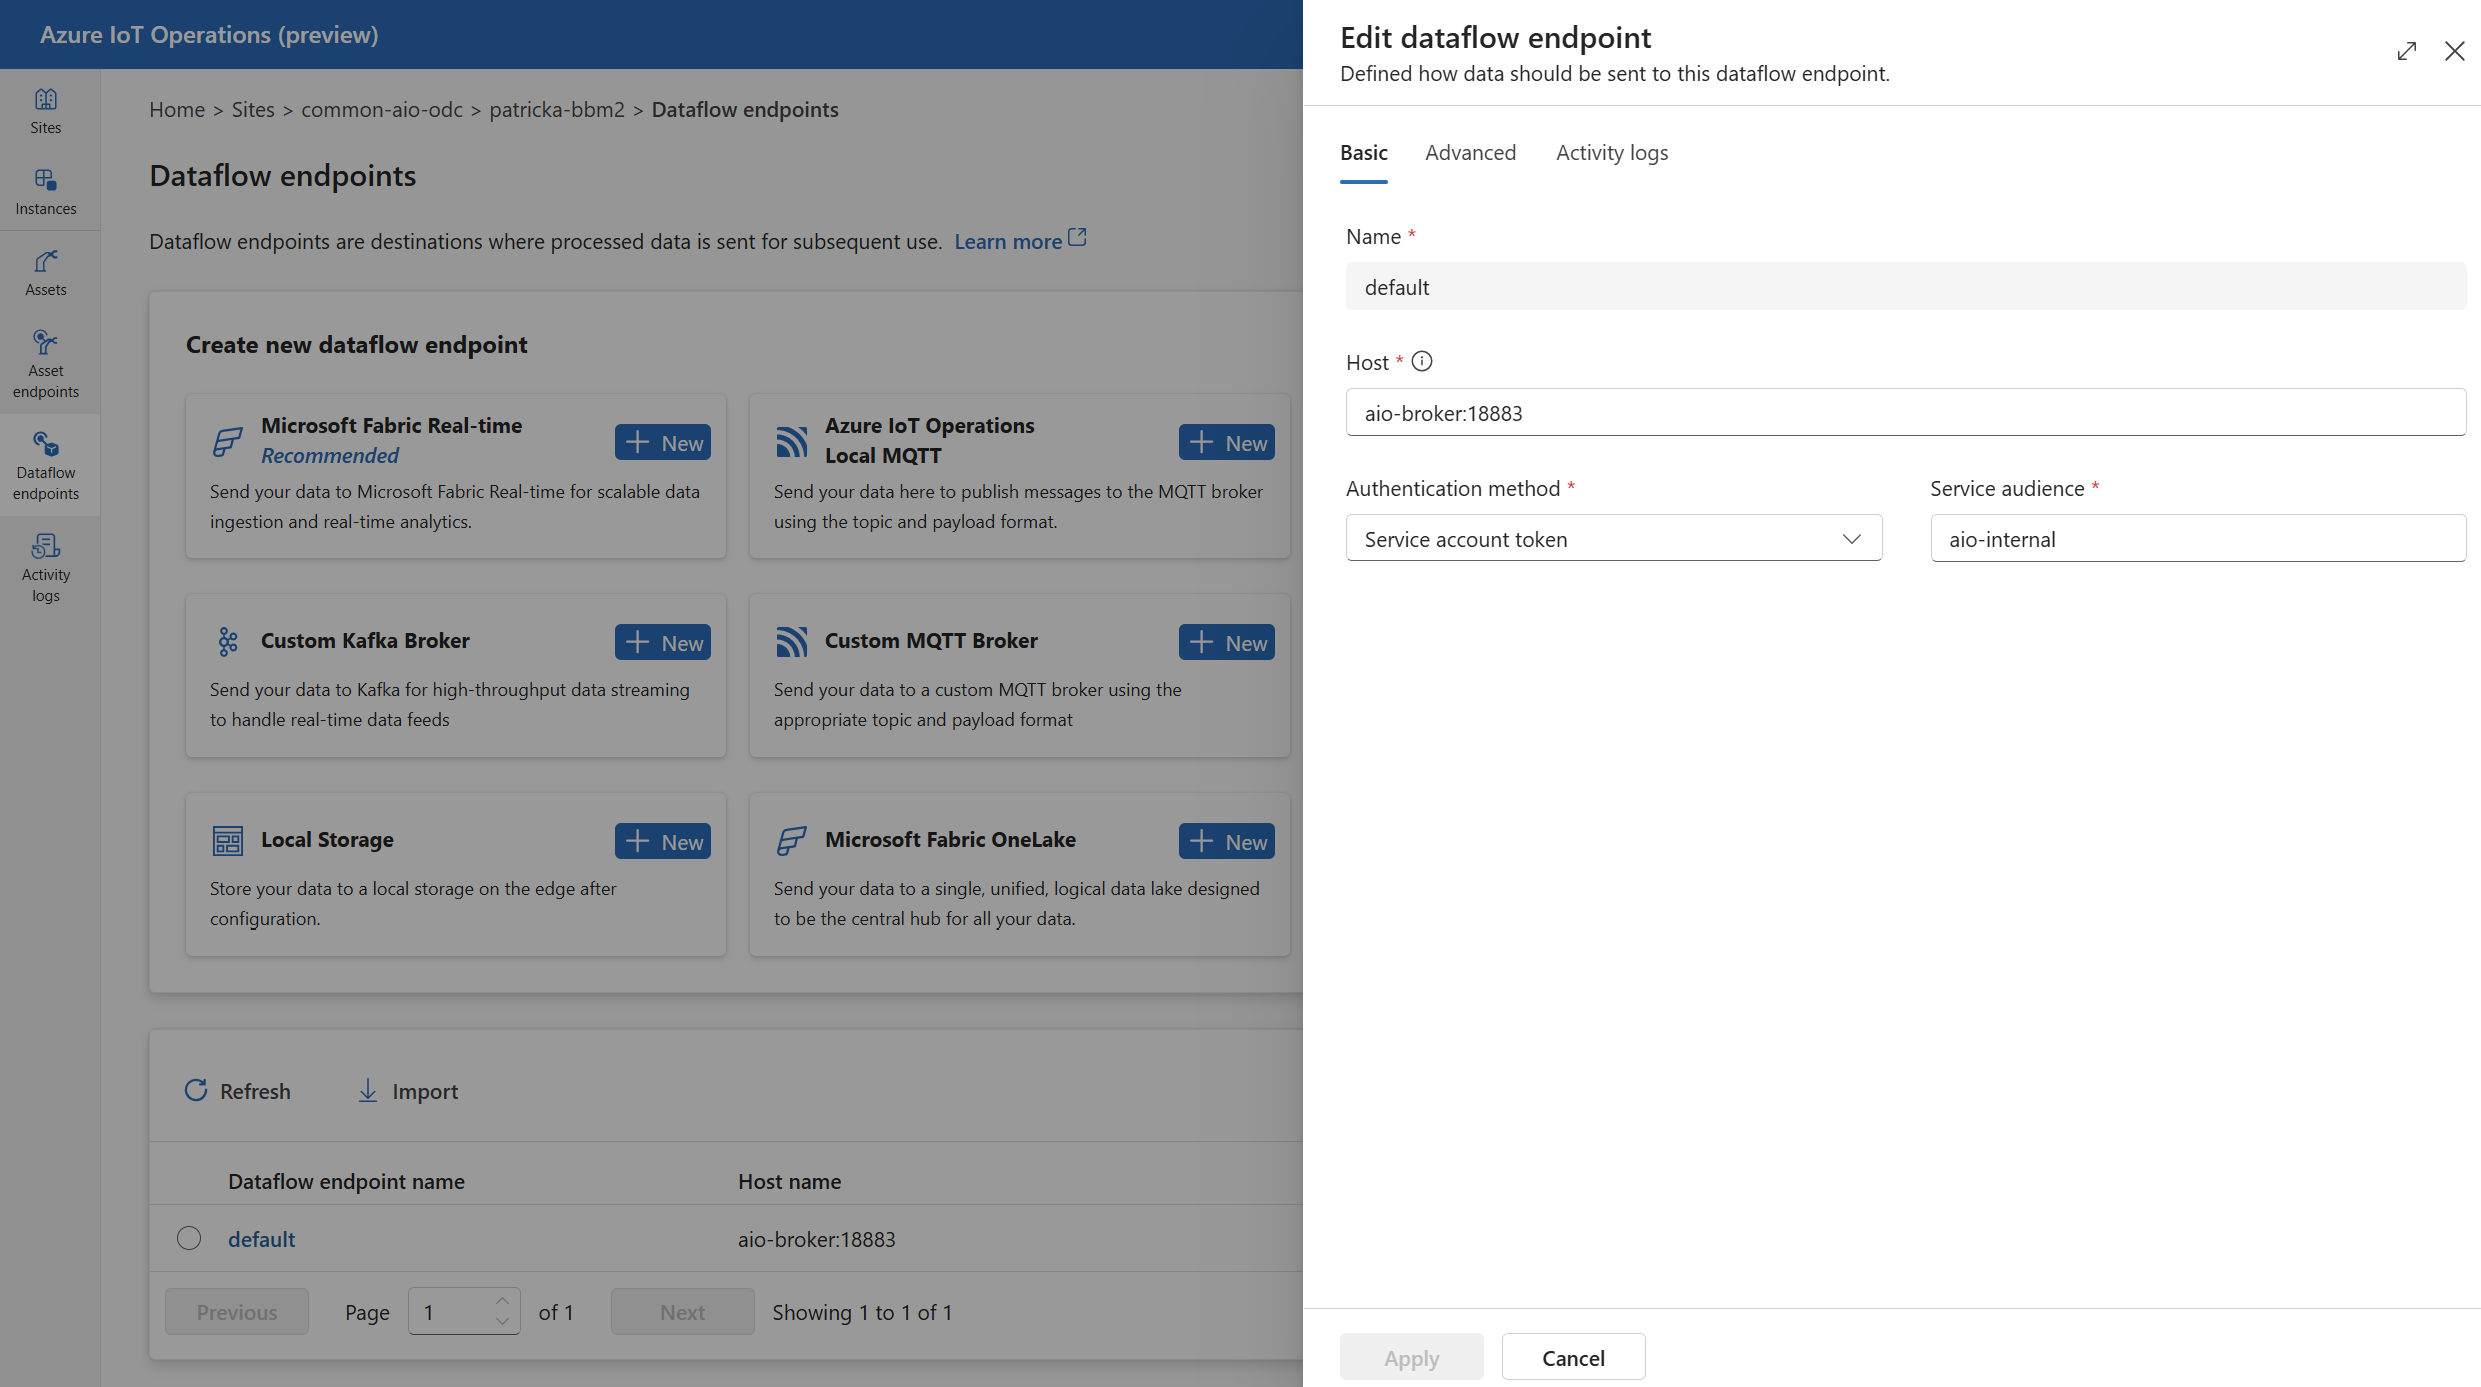 Azure IoT Operations (preview)
Sites
Instances
Assets
Asset
endpoints
Dataflow
endpoints
Activity
logs
Home > Sites > common-aio-odc > patricka-bbm2 > Dataflow endpoints
Dataflow endpoints
Dataflow endpoints are destinations where processed data is sent for subsequent use. Learn more
Create new dataflow endpoint
Microsoft Fabric Real-time
Recommended
New
Send your data to Microsoft Fabric Real-time for scalable data
ingestion and real-time analytics.
Azure IoT Operations
Local MQTT
New
Send your data here to publish messages to the MQTT broker
using the topic and payload format.
Custom Kafka Broker
New
Send your data to Kafka for high-throughput data streaming
to handle real-time data feeds
Custom MQTT Broker
New
Send your data to a custom MQTT broker using the
appropriate topic and payload format
Local Storage
New
Store your data to a local storage on the edge after
configuration.
Microsoft Fabric OneLake
New
Send your data to a single, unified, logical data lake designed
to be the central hub for all your data.
Refresh Import
Dataflow endpoint name Host name
default aio-broker:18883
Previous Page 1 of 1 Next Showing 1 to 1 of 1
Edit dataflow endpoint
Defined how data should be sent to this dataflow endpoint.
Basic Advanced Activity logs
Name *
default
Host *
aio-broker:18883
Authentication method *
Service account token
Service audience *
aio-internal
Apply Cancel